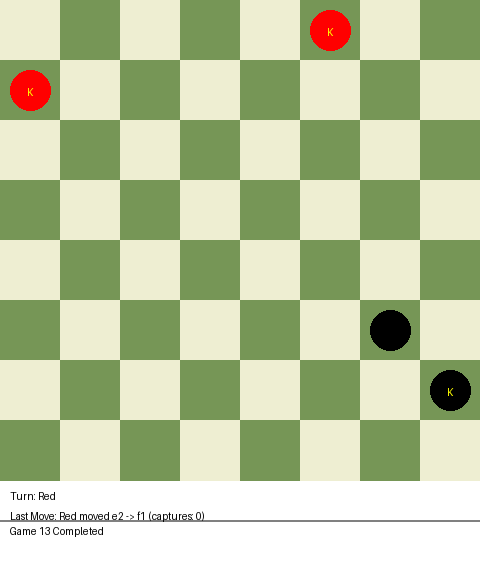 K
K
K
Turn: Red
Last Move: Red moved e2 -> f1 (captures: 0)
Game 13 Completed